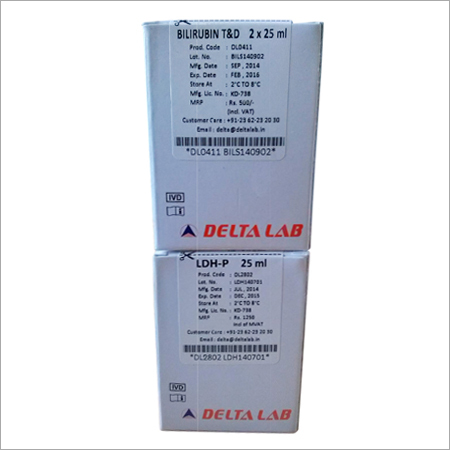 BILIRUBIN T&D 2 x 25 ml
Prod. Code : DL0411
Lot. No. : BILS140902
Mfg. Date : SEP , 2014
Exp. Date : FEB , 2016
Store At : 2°C TO 8°C
Mfg. Lic. No. : KD-738
MRP : Rs. 500/-
(incl. VAT)
Customer Care : +91-23 62-23 20 30
Email : delta@deltalab.in
*DL0411 BILS140902*
IVD
DELTA LAB
LDH-P 25 ml
Prod. Code : DL2802
Lot. No. : LDH140701
Mfg. Date : JUL , 2014
Exp. Date : DEC , 2015
Store At : 2°C TO 8°C
Mfg. Lic. No. : KD-738
MRP : Rs. 1250
incl of MVAT
Customer Care : +91-23 62-23 20 30
Email : delta@deltalab.in
*DL2802 LDH140701*
IVD
DELTA LAB